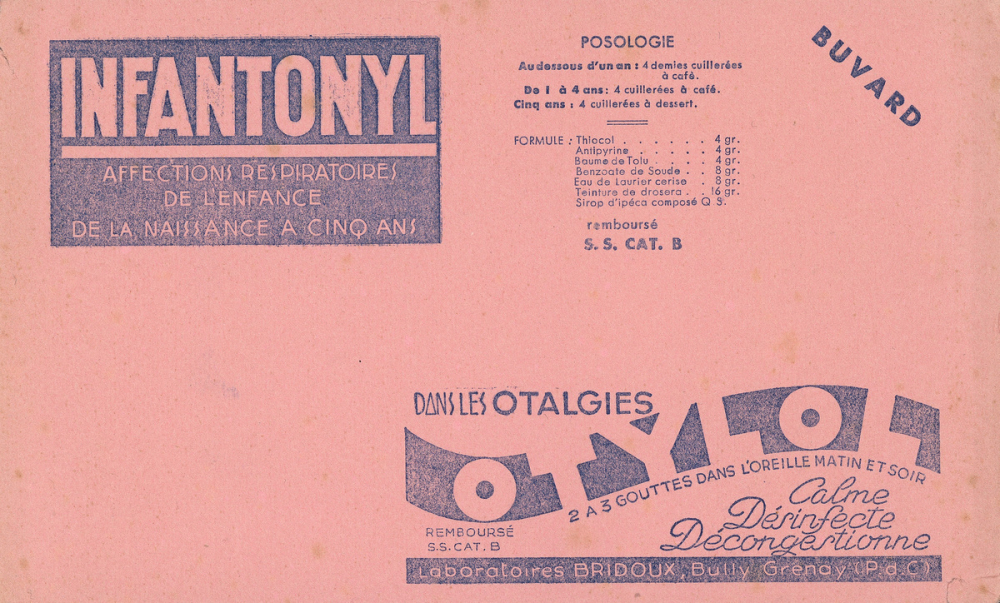 INFANTONYL
AFFECTIONS RESPIRATOIRES
DE L'ENFANCE
DE LA NAISSANCE A CINQ ANS
POSOLOGIE
Au dessous d'un an : 4 demies cuillerées
à café.
De 1 à 4 ans : 4 cuillerées à café.
Cinq ans : 4 cuillerées à dessert.
FORMULE : Thiocol . . . . . . 4 gr.
Antipyrine . . . . . 4 gr.
Baume de Tolu . . . . 4 gr.
Benzoate de Soude . . 8 gr.
Eau de Laurier cerise . 8 gr.
Teinture de drosera . . 16 gr.
Sirop d'ipéca composé Q S.
remboursé
S. S. CAT. B
BUVARD
DANS LES OTALGIES
OTYLOL
2 A 3 GOUTTES DANS L'OREILLE MATIN ET SOIR
Calme
Désinfecte
Décongestionne
REMBOURSÉ
S.S. CAT. B
Laboratoires BRIDOUX, Bully Grenay (P.d.C)